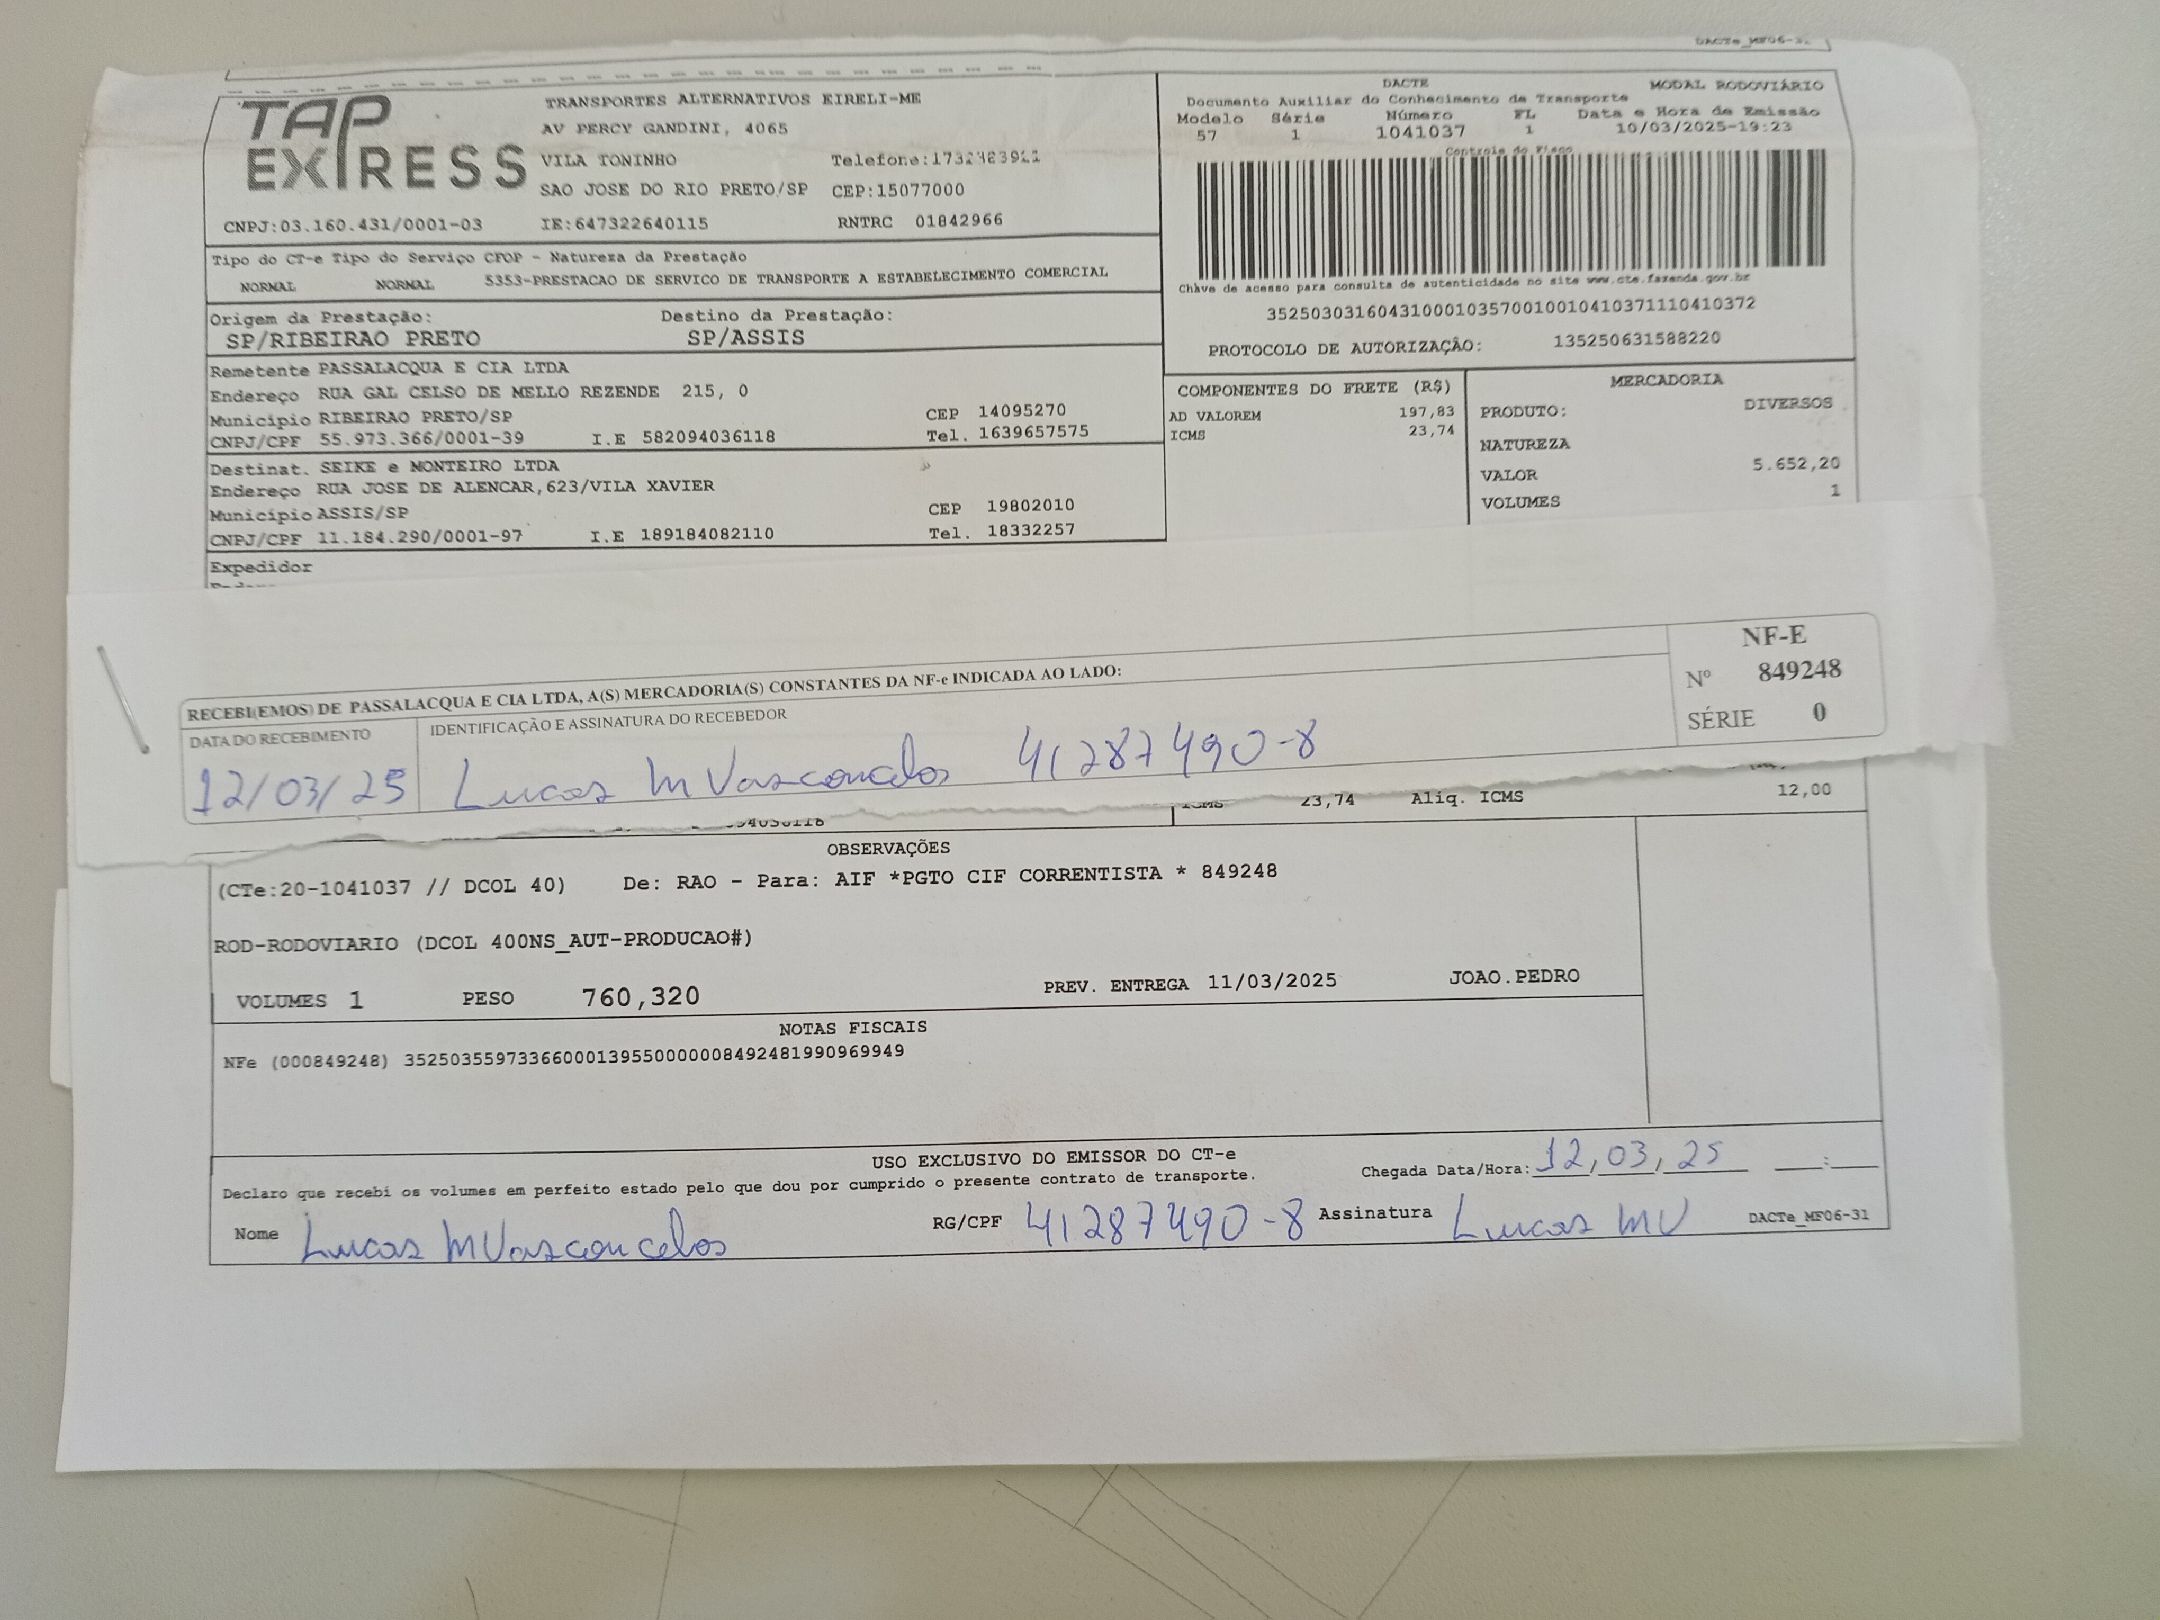 DACTe_MF06-31
TAP EXPRESS
TRANSPORTES ALTERNATIVOS EIRELI-ME
AV PERCY GANDINI, 4065
VILA TONINHO
SAO JOSE DO RIO PRETO/SP CEP:15077000
CNPJ:03.160.431/0001-03 IE:647322640115 RNTRC 01842966
Telefone:
DACTE MODAL RODOVIÁRIO
Documento Auxiliar do Conhecimento de Transporte
Modelo Série Número FL Data e Hora de Emissão
57 1 1041037 1 10/03/2025-19:23
Controle do Fisco
Chave de acesso para consulta de autenticidade no site www.cte.fazenda.gov.br
35250303160431000103570010010410371110410372
PROTOCOLO DE AUTORIZAÇÃO: 135250631588220
Tipo do CT-e Tipo do Serviço CFOP - Natureza da Prestação
NORMAL NORMAL 5353-PRESTACAO DE SERVICO DE TRANSPORTE A ESTABELECIMENTO COMERCIAL
Origem da Prestação: Destino da Prestação:
SP/RIBEIRAO PRETO SP/ASSIS
Remetente PASSALACQUA E CIA LTDA
Endereço RUA GAL CELSO DE MELLO REZENDE 215, 0
Município RIBEIRAO PRETO/SP CEP 14095270
CNPJ/CPF 55.973.366/0001-39 I.E 582094036118 Tel. 1639657575
Destinat. SEIKE e MONTEIRO LTDA
Endereço RUA JOSE DE ALENCAR,623/VILA XAVIER
Município ASSIS/SP CEP 19802010
CNPJ/CPF 11.184.290/0001-97 I.E 189184082110 Tel. 18332257
Expedidor
COMPONENTES DO FRETE (R$)
AD VALOREM 197,83
ICMS 23,74
MERCADORIA
PRODUTO: DIVERSOS
NATUREZA
VALOR 5.652,20
VOLUMES 1
RECEBI(EMOS) DE PASSALACQUA E CIA LTDA, A(S) MERCADORIA(S) CONSTANTES DA NF-e INDICADA AO LADO:
DATA DO RECEBIMENTO IDENTIFICAÇÃO E ASSINATURA DO RECEBEDOR
12/03/25 Lucas M Vasconcelos 41287490-8
NF-E
Nº 849248
SÉRIE 0
ICMS 23,74 Aliq. ICMS 12,00
OBSERVAÇÕES
(CTe:20-1041037 // DCOL 40) De: RAO - Para: AIF *PGTO CIF CORRENTISTA * 849248
ROD-RODOVIARIO (DCOL 400NS_AUT-PRODUCAO#)
VOLUMES 1 PESO 760,320 PREV. ENTREGA 11/03/2025 JOAO.PEDRO
NOTAS FISCAIS
NFe (000849248) 35250355973366000139550000008492481990969949
USO EXCLUSIVO DO EMISSOR DO CT-e
Declaro que recebi os volumes em perfeito estado pelo que dou por cumprido o presente contrato de transporte.
Chegada Data/Hora: 12,03,25 __:__
Nome Lucas M Vasconcelos RG/CPF 41287490-8 Assinatura Lucas MV DACTe_MF06-31